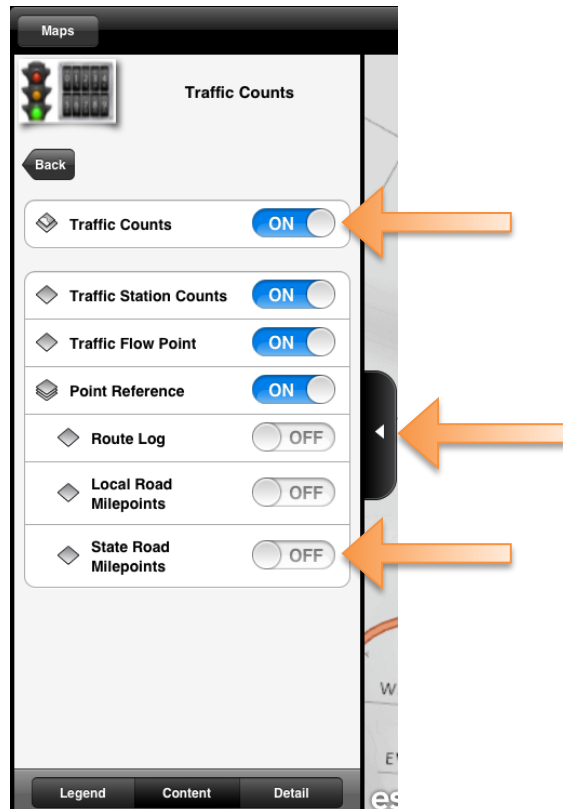 Maps
Traffic Counts
Back
Traffic Counts ON
Traffic Station Counts ON
Traffic Flow Point ON
Point Reference ON
Route Log OFF
Local Road
Milepoints OFF
State Road
Milepoints OFF
W
E
es
Legend Content Detail